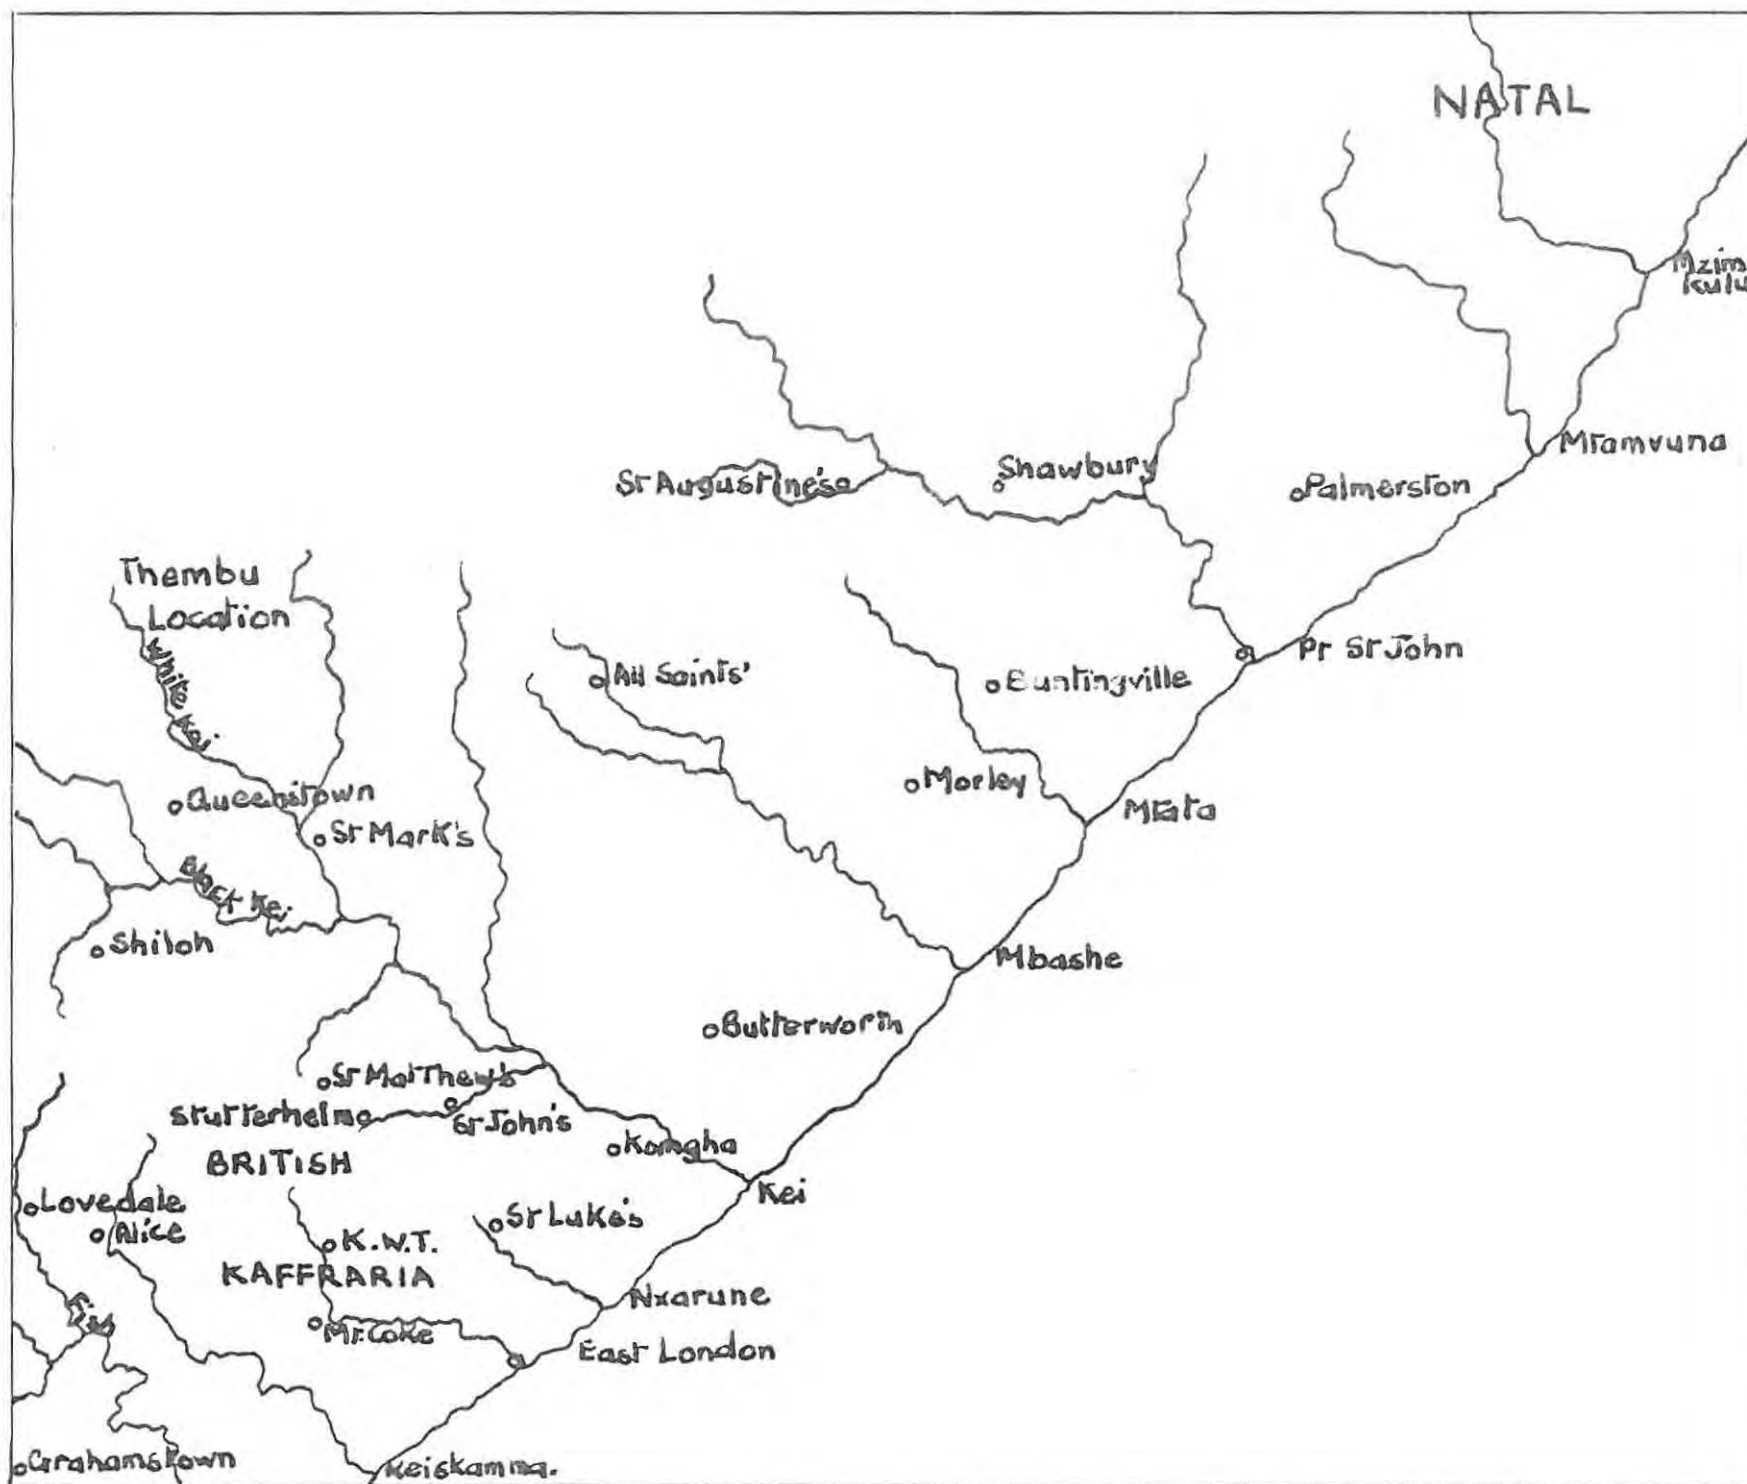 NATAL
Mzim
kulu
Mtamvuna
Shawbury
St Augustine's
Palmerston
Thembu
Location
White Kei
Pt St John
All Saints'
Buntingville
Morley
Mtata
Queenstown
St Mark's
Black Kei
Shiloh
Mbashe
Butterworth
St Matthew's
Stutterheim
St John's
Komgha
BRITISH
Kei
Lovedale
Alice
St Luke's
K.W.T.
KAFFRARIA
Nxarune
Fish
Mt. Coke
East London
Grahamstown
Keiskamma.